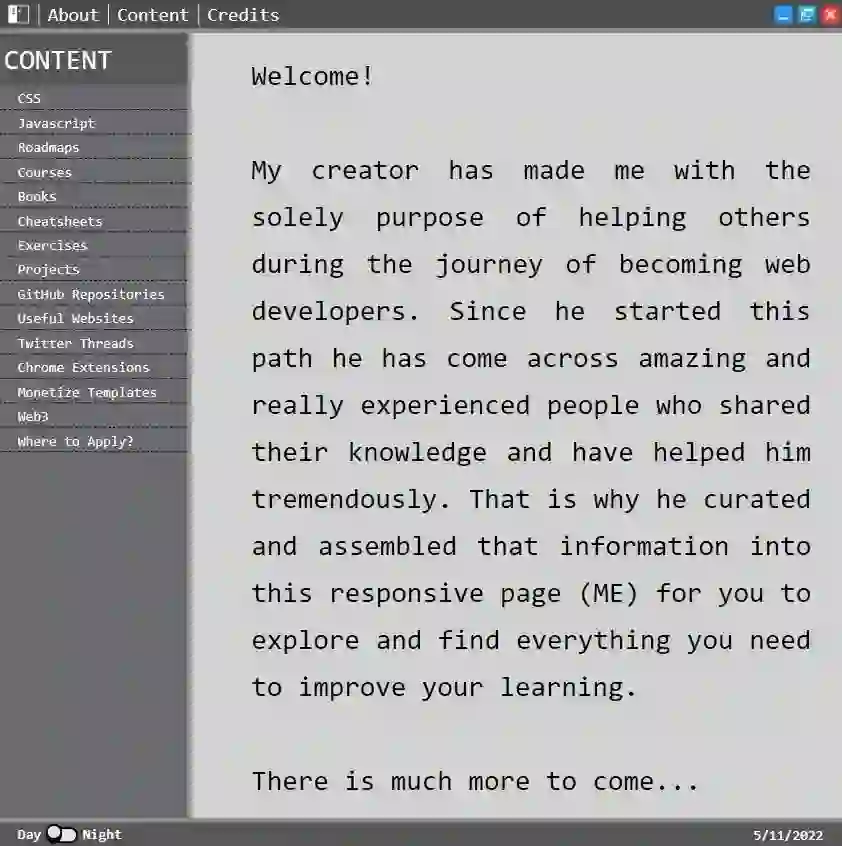 About Content Credits
CONTENT
CSS
Javascript
Roadmaps
Courses
Books
Cheatsheets
Exercises
Projects
GitHub Repositories
Useful Websites
Twitter Threads
Chrome Extensions
Monetize Templates
Web3
Where to Apply?
Welcome!
My creator has made me with the
solely purpose of helping others
during the journey of becoming web
developers. Since he started this
path he has come across amazing and
really experienced people who shared
their knowledge and have helped him
tremendously. That is why he curated
and assembled that information into
this responsive page (ME) for you to
explore and find everything you need
to improve your learning.
There is much more to come...
Day Night
5/11/2022